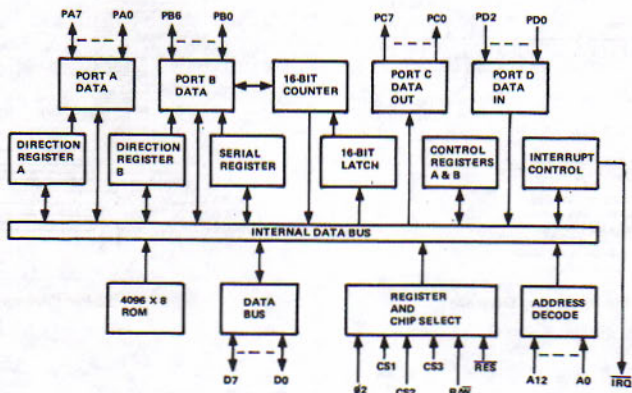 PA7 PA0 PB6 PB0 PC7 PC0 PD2 PD0
PORT A
DATA
PORT B
DATA
16-BIT
COUNTER
PORT C
DATA
OUT
PORT D
DATA
IN
DIRECTION
REGISTER
A
DIRECTION
REGISTER
B
SERIAL
REGISTER
16-BIT
LATCH
CONTROL
REGISTERS
A & B
INTERRUPT
CONTROL
INTERNAL DATA BUS
4096 X 8
ROM
DATA
BUS
REGISTER
AND
CHIP SELECT
ADDRESS
DECODE
D7 D0 CS1 CS3 RES A12 A0 IRQ
CS2 R/W